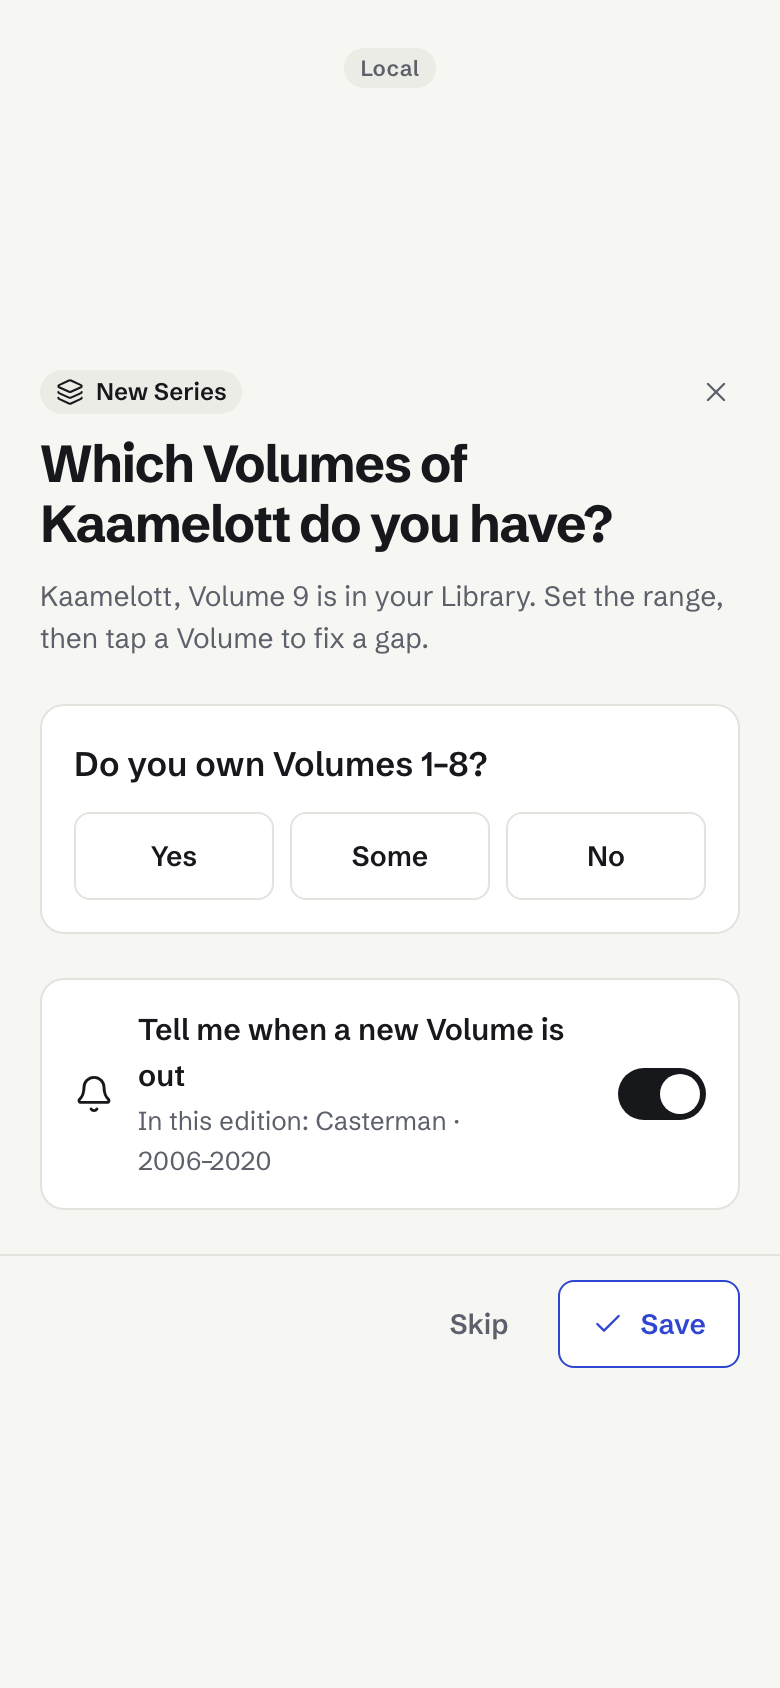 Local
New Series
Which Volumes of
Kaamelott do you have?
Kaamelott, Volume 9 is in your Library. Set the range,
then tap a Volume to fix a gap.
Do you own Volumes 1–8?
Yes
Some
No
Tell me when a new Volume is
out
In this edition: Casterman ·
2006–2020
Skip
Save